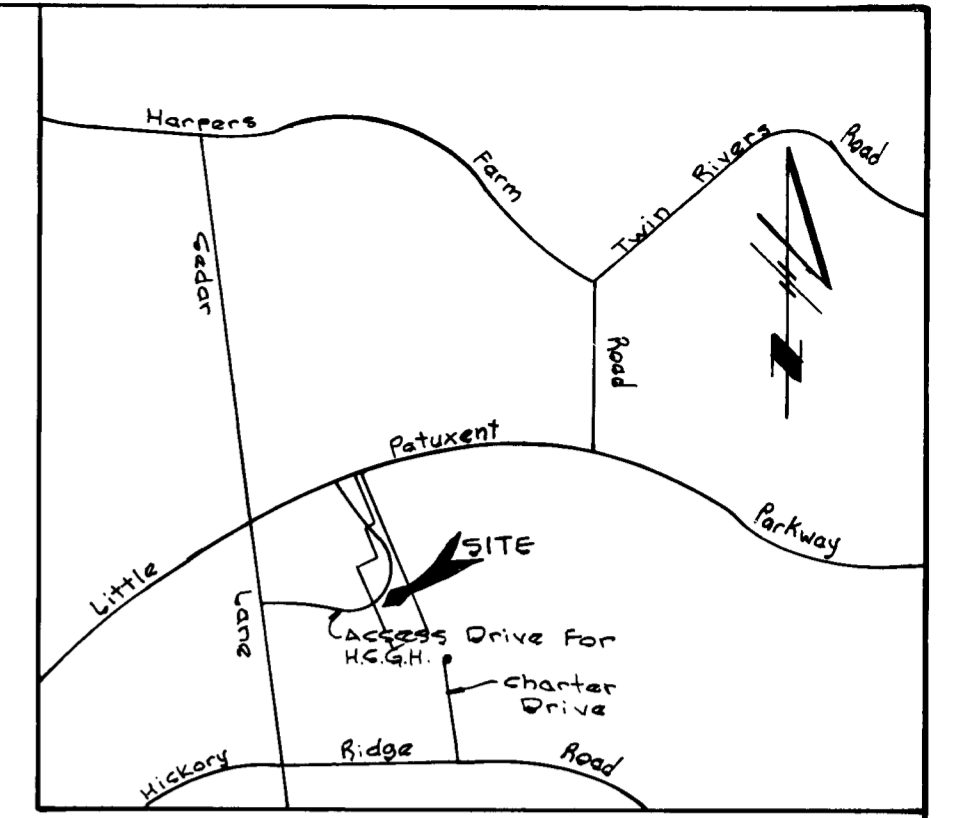 Harpers
Farm
Road
Twin
Rivers
Road
Cedar
Lane
Little
Patuxent
Parkway
SITE
Access Drive For
H.C.G.H.
Charter
Drive
Hickory
Ridge
Road